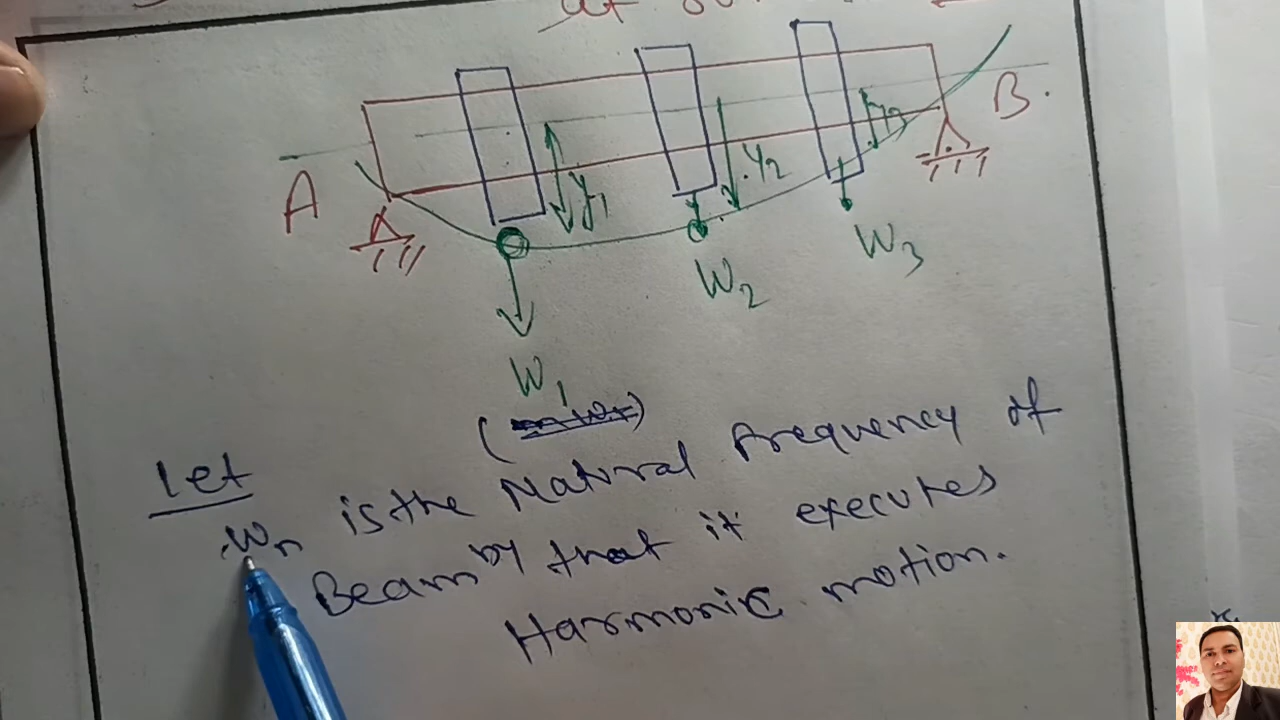 at
A
B.
y1
y2
y3
W1
W2
W3
Let
wn is the Natural frequency of
Beam by that it executes
Harmonic motion.